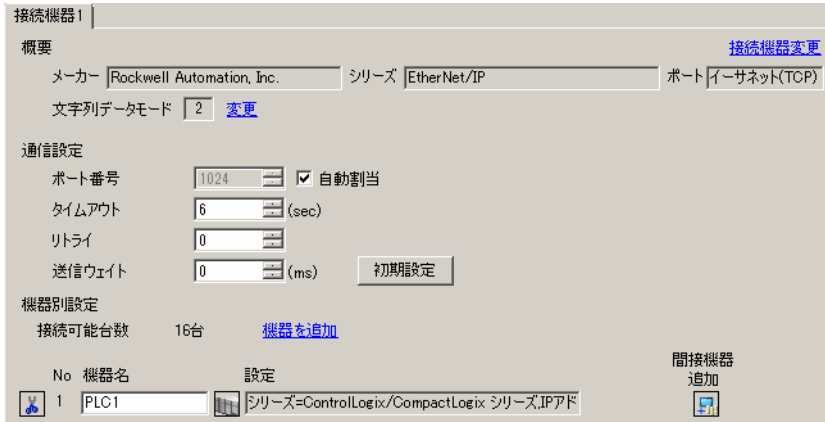 接続機器1
概要 接続機器変更
メーカー Rockwell Automation, Inc. シリーズ EtherNet/IP ポート イーサネット(TCP)
文字列データモード 2 変更
通信設定
ポート番号 1024 自動割当
タイムアウト 6 (sec)
リトライ 0
送信ウェイト 0 (ms) 初期設定
機器別設定
接続可能台数 16台 機器を追加
間接機器
No 機器名 設定 追加
1 PLC1 シリーズ=ControlLogix/CompactLogix シリーズ,IPアド